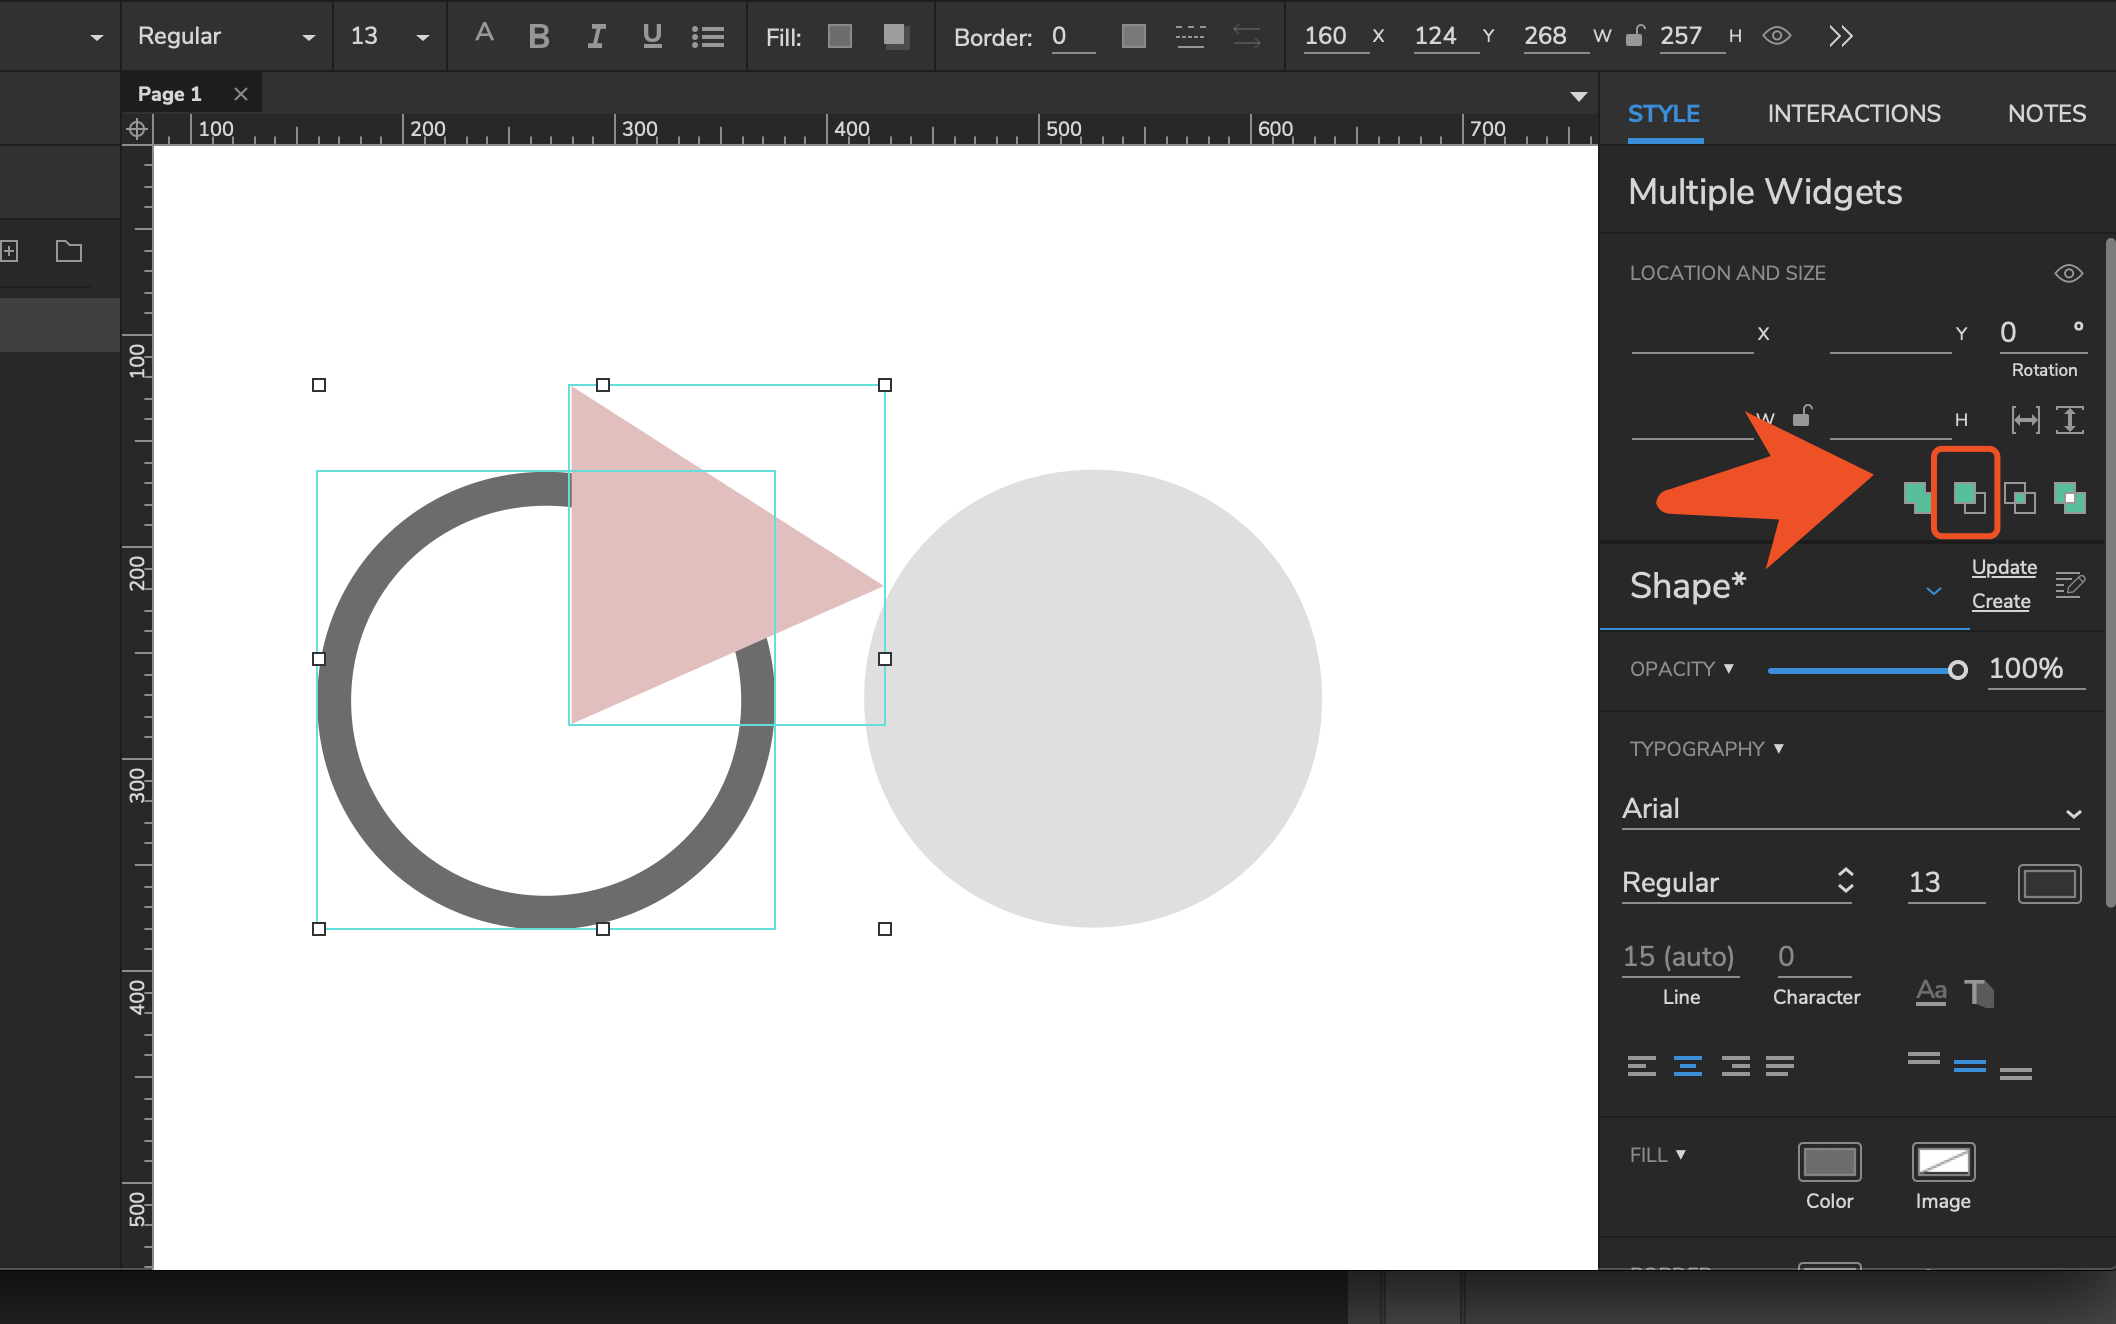 Regular 13 A B I U Fill: Border: 0 160 X 124 Y 268 W 257 H
Page 1
100 200 300 400 500 600 700
100
200
300
400
500
STYLE INTERACTIONS NOTES
Multiple Widgets
LOCATION AND SIZE
X Y 0 °
Rotation
W H
Shape*
Update
Create
OPACITY 100%
TYPOGRAPHY
Arial
Regular 13
15 (auto) 0
Line Character
Aa T
FILL
Color Image
BORDER